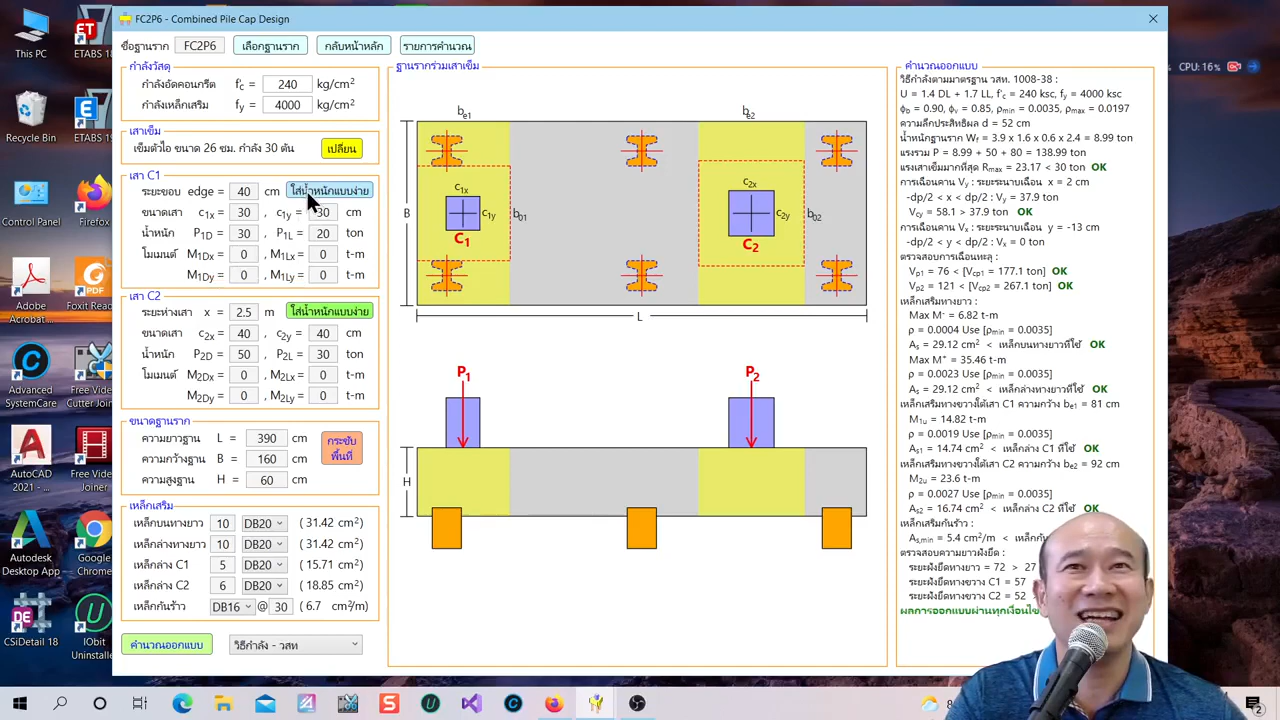 FC2P6 - Combined Pile Cap Design
ชื่อฐานราก FC2P6 เลือกฐานราก กลับหน้าหลัก รายการคำนวณ
กำลังวัสดุ
กำลังอัดคอนกรีต f'c = 240 kg/cm2
กำลังเหล็กเสริม fy = 4000 kg/cm2
เสาเข็ม
เข็มตัวไอ ขนาด 26 ซม. กำลัง 30 ตัน เปลี่ยน
เสา C1
ระยะขอบ edge = 40 cm ใส่น้ำหนักแบบง่าย
ขนาดเสา c1x = 30 , c1y = 30 cm
น้ำหนัก P1D = 30 , P1L = 20 ton
โมเมนต์ M1Dx = 0 , M1Lx = 0 t-m
M1Dy = 0 , M1Ly = 0 t-m
เสา C2
ระยะห่างเสา x = 2.5 m ใส่น้ำหนักแบบง่าย
ขนาดเสา c2x = 40 , c2y = 40 cm
น้ำหนัก P2D = 50 , P2L = 30 ton
โมเมนต์ M2Dx = 0 , M2Lx = 0 t-m
M2Dy = 0 , M2Ly = 0 t-m
ขนาดฐานราก
ความยาวฐาน L = 390 cm
กระชับ
พื้นที่
ความกว้างฐาน B = 160 cm
ความสูงฐาน H = 60 cm
เหล็กเสริม
เหล็กบนทางยาว 10 DB20 ( 31.42 cm2)
เหล็กล่างทางยาว 10 DB20 ( 31.42 cm2)
เหล็กล่าง C1 5 DB20 ( 15.71 cm2)
เหล็กล่าง C2 6 DB20 ( 18.85 cm2)
เหล็กกันร้าว DB16 @ 30 ( 6.7 cm2/m)
คำนวณออกแบบ วิธีกำลัง - วสท
ฐานรากร่วมเสาเข็ม
be1 be2
B
c1x c1y b01
C1
c2x c2y b02
C2
L
P1 P2
H
คำนวณออกแบบ
วิธีกำลังตามมาตรฐาน วสท. 1008-38 :
U = 1.4 DL + 1.7 LL, f'c = 240 ksc, fy = 4000 ksc
ϕb = 0.90, ϕv = 0.85, ρmin = 0.0035, ρmax = 0.0197
ความลึกประสิทธิผล d = 52 cm
น้ำหนักฐานราก Wf = 3.9 x 1.6 x 0.6 x 2.4 = 8.99 ton
แรงรวม P = 8.99 + 50 + 80 = 138.99 ton
แรงเข็มมากที่สุด Rmax = 23.17 < 30 ton OK
การเฉือนคาน Vy : ระยะระนาบเฉือน x = 2 cm
-dp/2 < x < dp/2 : Vy = 37.9 ton
Vcy = 58.1 > 37.9 ton OK
การเฉือนคาน Vx : ระยะระนาบเฉือน y = -13 cm
-dp/2 < y < dp/2 : Vx = 0 ton
ตรวจสอบการเฉือนทะลุ :
Vp1 = 76 < [Vcp1 = 177.1 ton] OK
Vp2 = 121 < [Vcp2 = 267.1 ton] OK
เหล็กเสริมทางยาว :
Max M- = 6.82 t-m
ρ = 0.0004 Use [ρmin = 0.0035]
As = 29.12 cm2 < เหล็กบนทางยาวที่ใช้ OK
Max M+ = 35.46 t-m
ρ = 0.0023 Use [ρmin = 0.0035]
As = 29.12 cm2 < เหล็กล่างทางยาวที่ใช้ OK
เหล็กเสริมทางขวางใต้เสา C1 ความกว้าง be1 = 81 cm
M1u = 14.82 t-m
ρ = 0.0019 Use [ρmin = 0.0035]
As1 = 14.74 cm2 < เหล็กล่าง C1 ที่ใช้ OK
เหล็กเสริมทางขวางใต้เสา C2 ความกว้าง be2 = 92 cm
M2u = 23.6 t-m
ρ = 0.0027 Use [ρmin = 0.0035]
As2 = 16.74 cm2 < เหล็กล่าง C2 ที่ใช้ OK
เหล็กเสริมกันร้าว :
As,min = 5.4 cm2/m < เหล็กกัน
ตรวจสอบความยาวฝังยึด :
ระยะฝังยึดทางยาว = 72 > 27
ระยะฝังยึดทางขวาง C1 = 57
ระยะฝังยึดทางขวาง C2 = 52
ผลการออกแบบผ่านทุกเงื่อนไข
CPU: 16%
This PC
ETABS 18
Recycle Bin
ETABS
Control Panel
Firefox
Adobe
Acrobat...
Foxit Read
Advanced
SystemCare
Free Video
Cutter
AutoCAD
2021 - ...
Free Video
Joiner
Autodesk
Desktop App
Google
Chrome
CSiDetail 18
IObit
Uninstalle
2